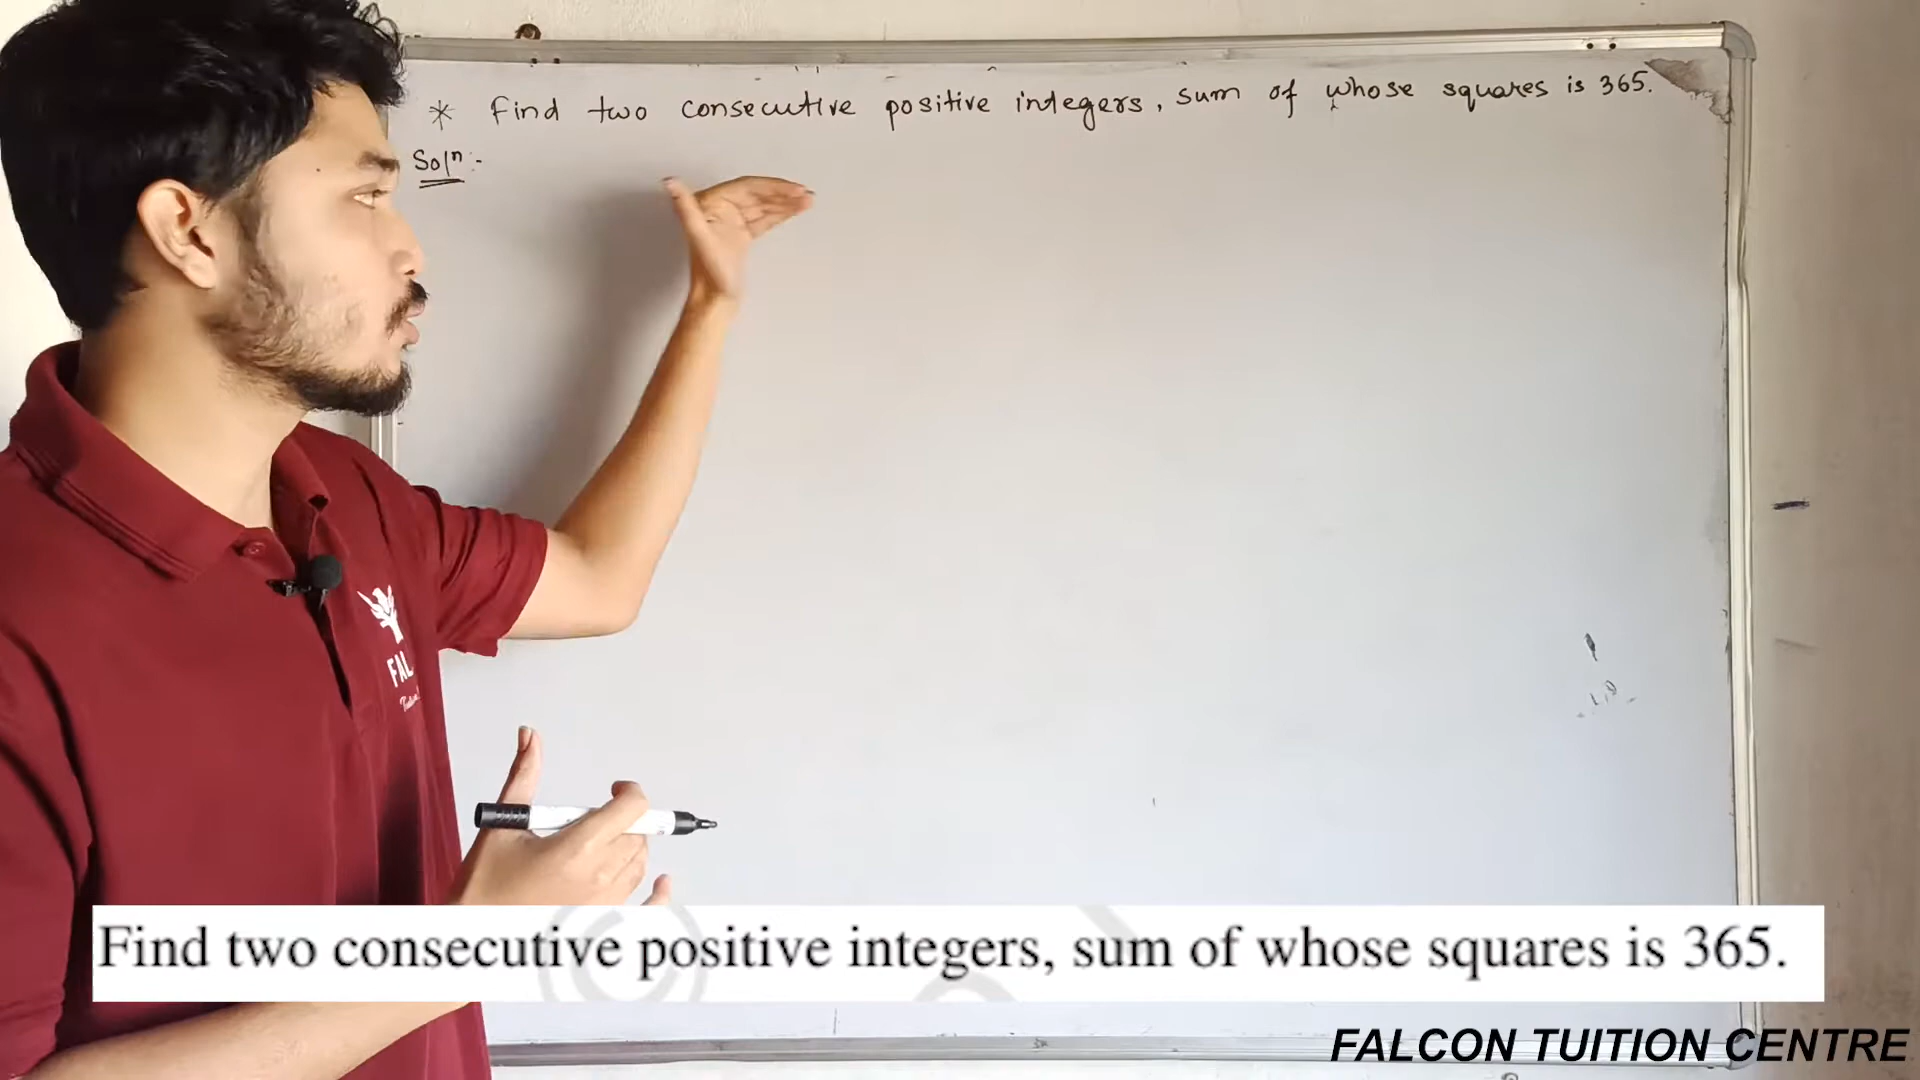 * Find two consecutive positive integers, sum of whose squares is 365.
Solⁿ:-
FAL
Find two consecutive positive integers, sum of whose squares is 365.
FALCON TUITION CENTRE